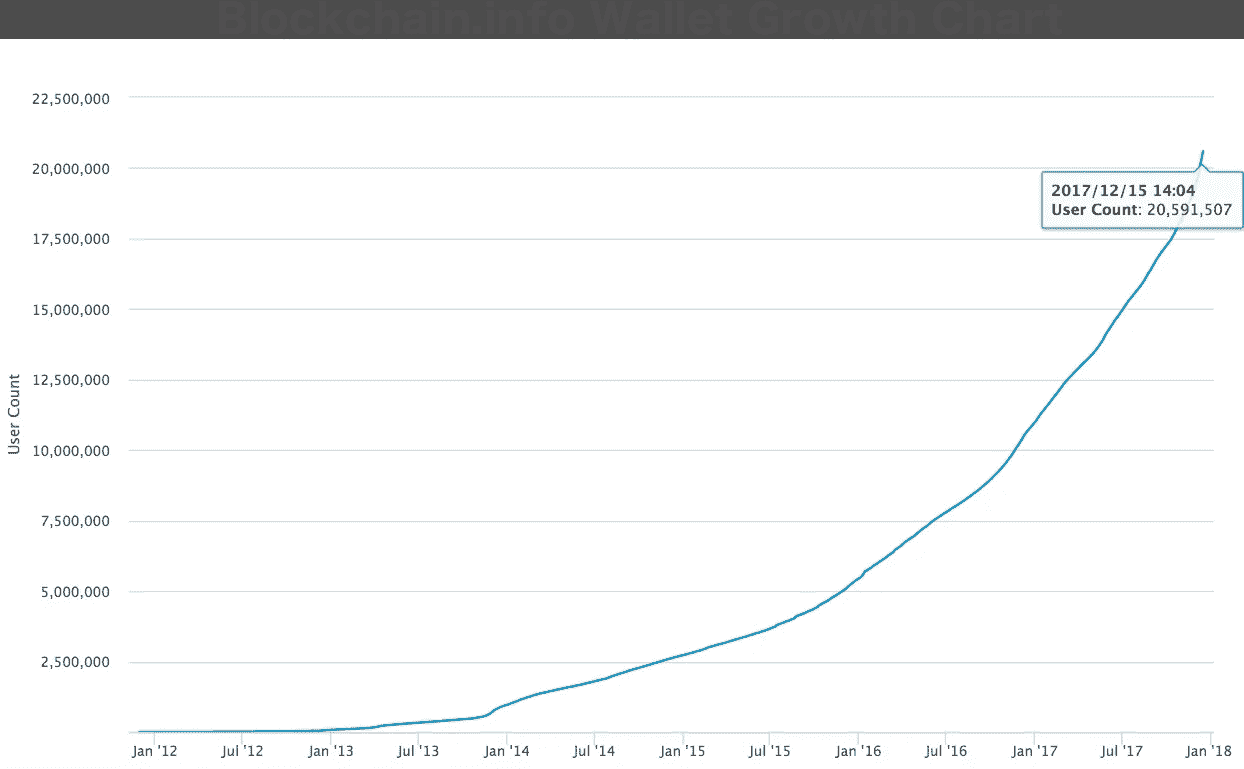 Blockchain.info Wallet Growth Chart
22,500,000
20,000,000
2017/12/15 14:04
User Count: 20,591,507
17,500,000
15,000,000
12,500,000
User Count
10,000,000
7,500,000
5,000,000
2,500,000
Jan '12 Jul '12 Jan '13 Jul '13 Jan '14 Jul '14 Jan '15 Jul '15 Jan '16 Jul '16 Jan '17 Jul '17 Jan '18